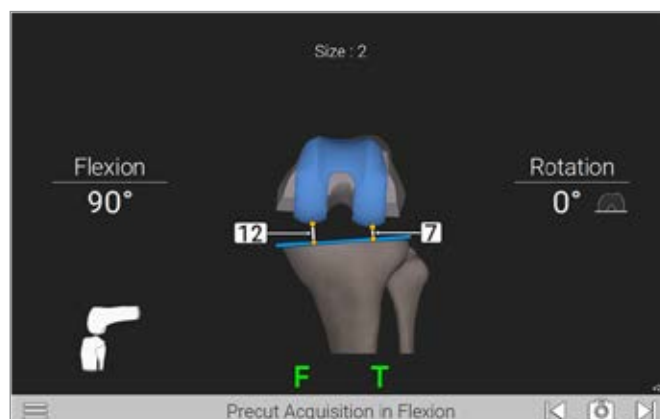 Size : 2
Flexion
90°
Rotation
0°
12
7
F T
Precut Acquisition in Flexion